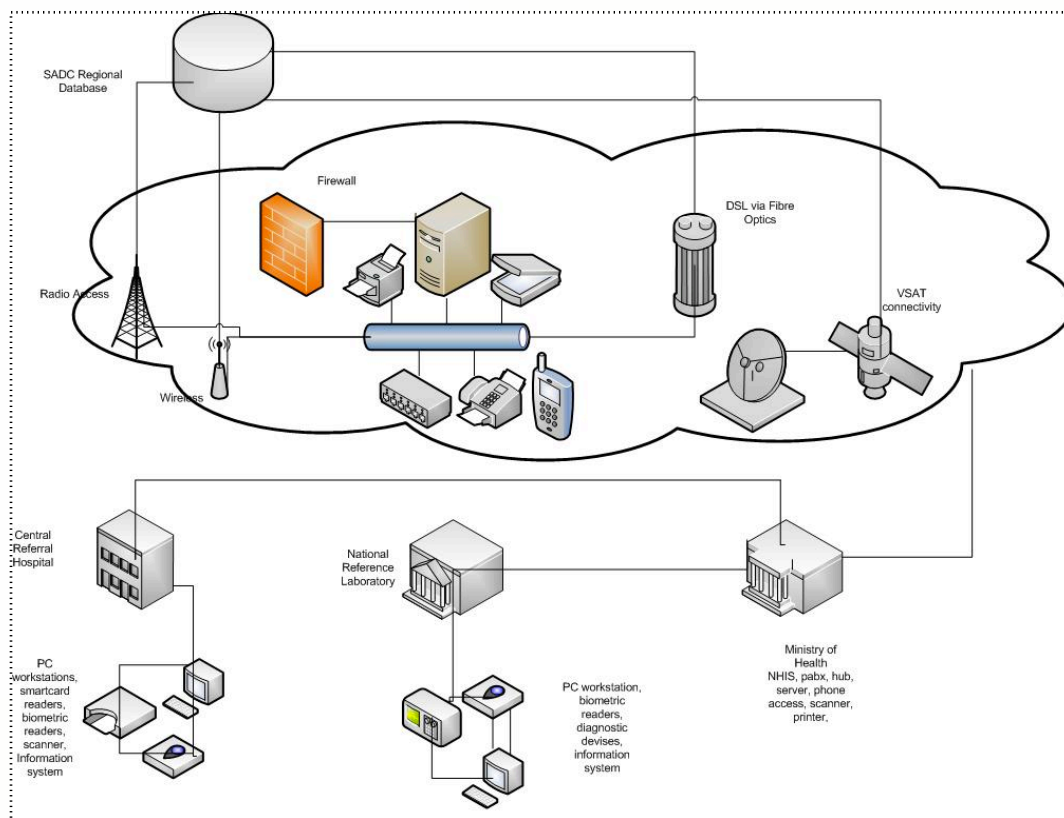 SADC Regional
Database
Firewall
DSL via Fibre
Optics
Radio Access
VSAT
connectivity
Wireless
Central
Referral
Hospital
National
Reference
Laboratory
Ministry of
Health
NHIS, pabx, hub,
server, phone
access, scanner,
printer,
PC
workstations,
smartcard
readers,
biometric
readers,
scanner,
Information
system
PC workstation,
biometric
readers,
diagnostic
devises,
information
system